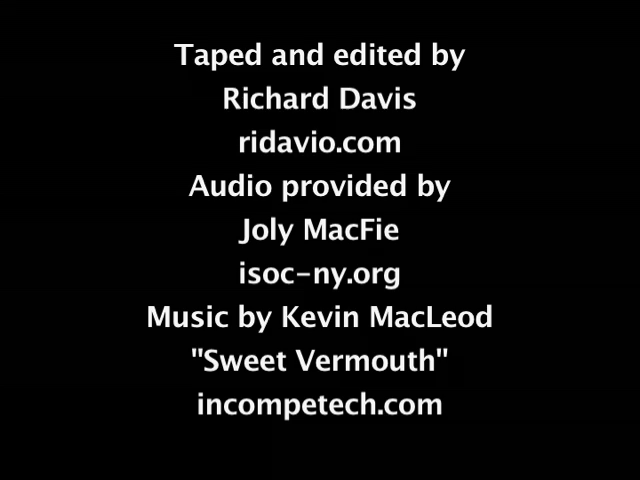 Taped and edited by
Richard Davis
ridavio.com
Audio provided by
Joly MacFie
isoc-ny.org
Music by Kevin MacLeod
"Sweet Vermouth"
incompetech.com